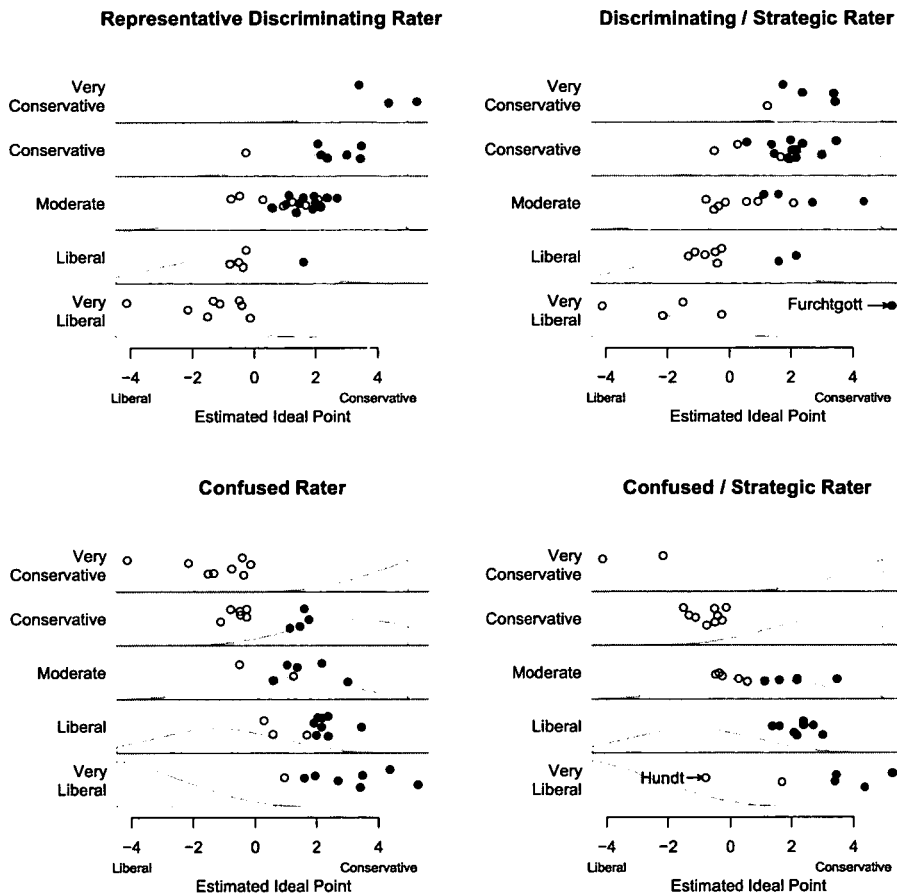 Representative Discriminating Rater
Very
Conservative
Conservative
Moderate
Liberal
Very
Liberal
−4 −2 0 2 4
Liberal Conservative
Estimated Ideal Point
Discriminating / Strategic Rater
Very
Conservative
Conservative
Moderate
Liberal
Very
Liberal
Furchtgott
−4 −2 0 2 4
Liberal Conservative
Estimated Ideal Point
Confused Rater
Very
Conservative
Conservative
Moderate
Liberal
Very
Liberal
−4 −2 0 2 4
Liberal Conservative
Estimated Ideal Point
Confused / Strategic Rater
Very
Conservative
Conservative
Moderate
Liberal
Very
Liberal
Hundt
−4 −2 0 2 4
Liberal Conservative
Estimated Ideal Point